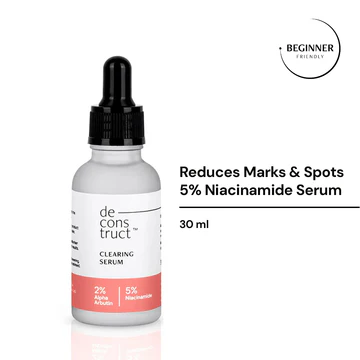 BEGINNER
FRIENDLY
Reduces Marks & Spots
5% Niacinamide Serum
30 ml
de
cons
truct™
CLEARING
SERUM
2%
Alpha
Arbutin
5%
Niacinamide